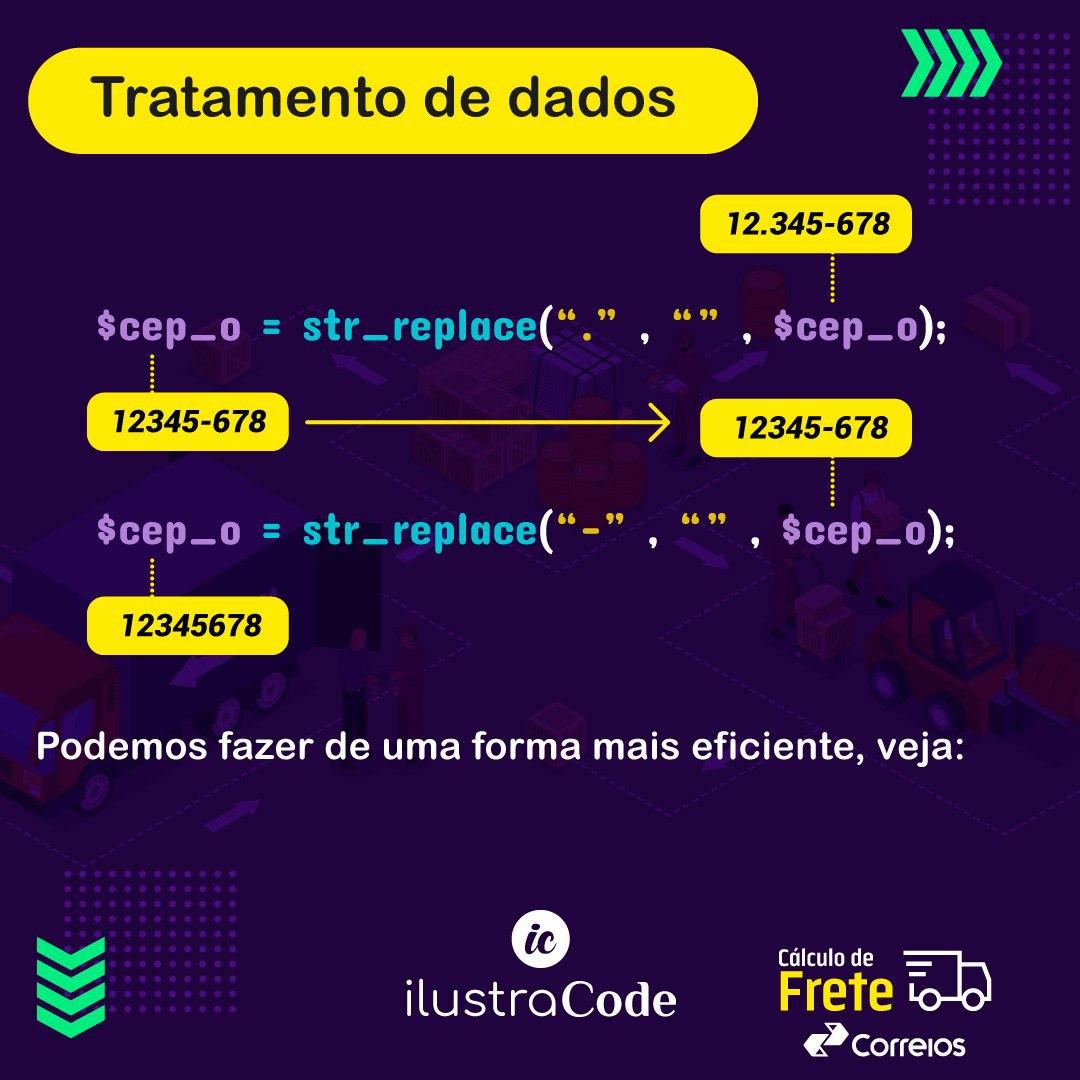 Tratamento de dados
12.345-678
$cep_o = str_replace(“.” , “” , $cep_o);
12345-678
12345-678
$cep_o = str_replace(“-” , “” , $cep_o);
12345678
Podemos fazer de uma forma mais eficiente, veja:
ic
ilustraCode
Cálculo de
Frete
Correios